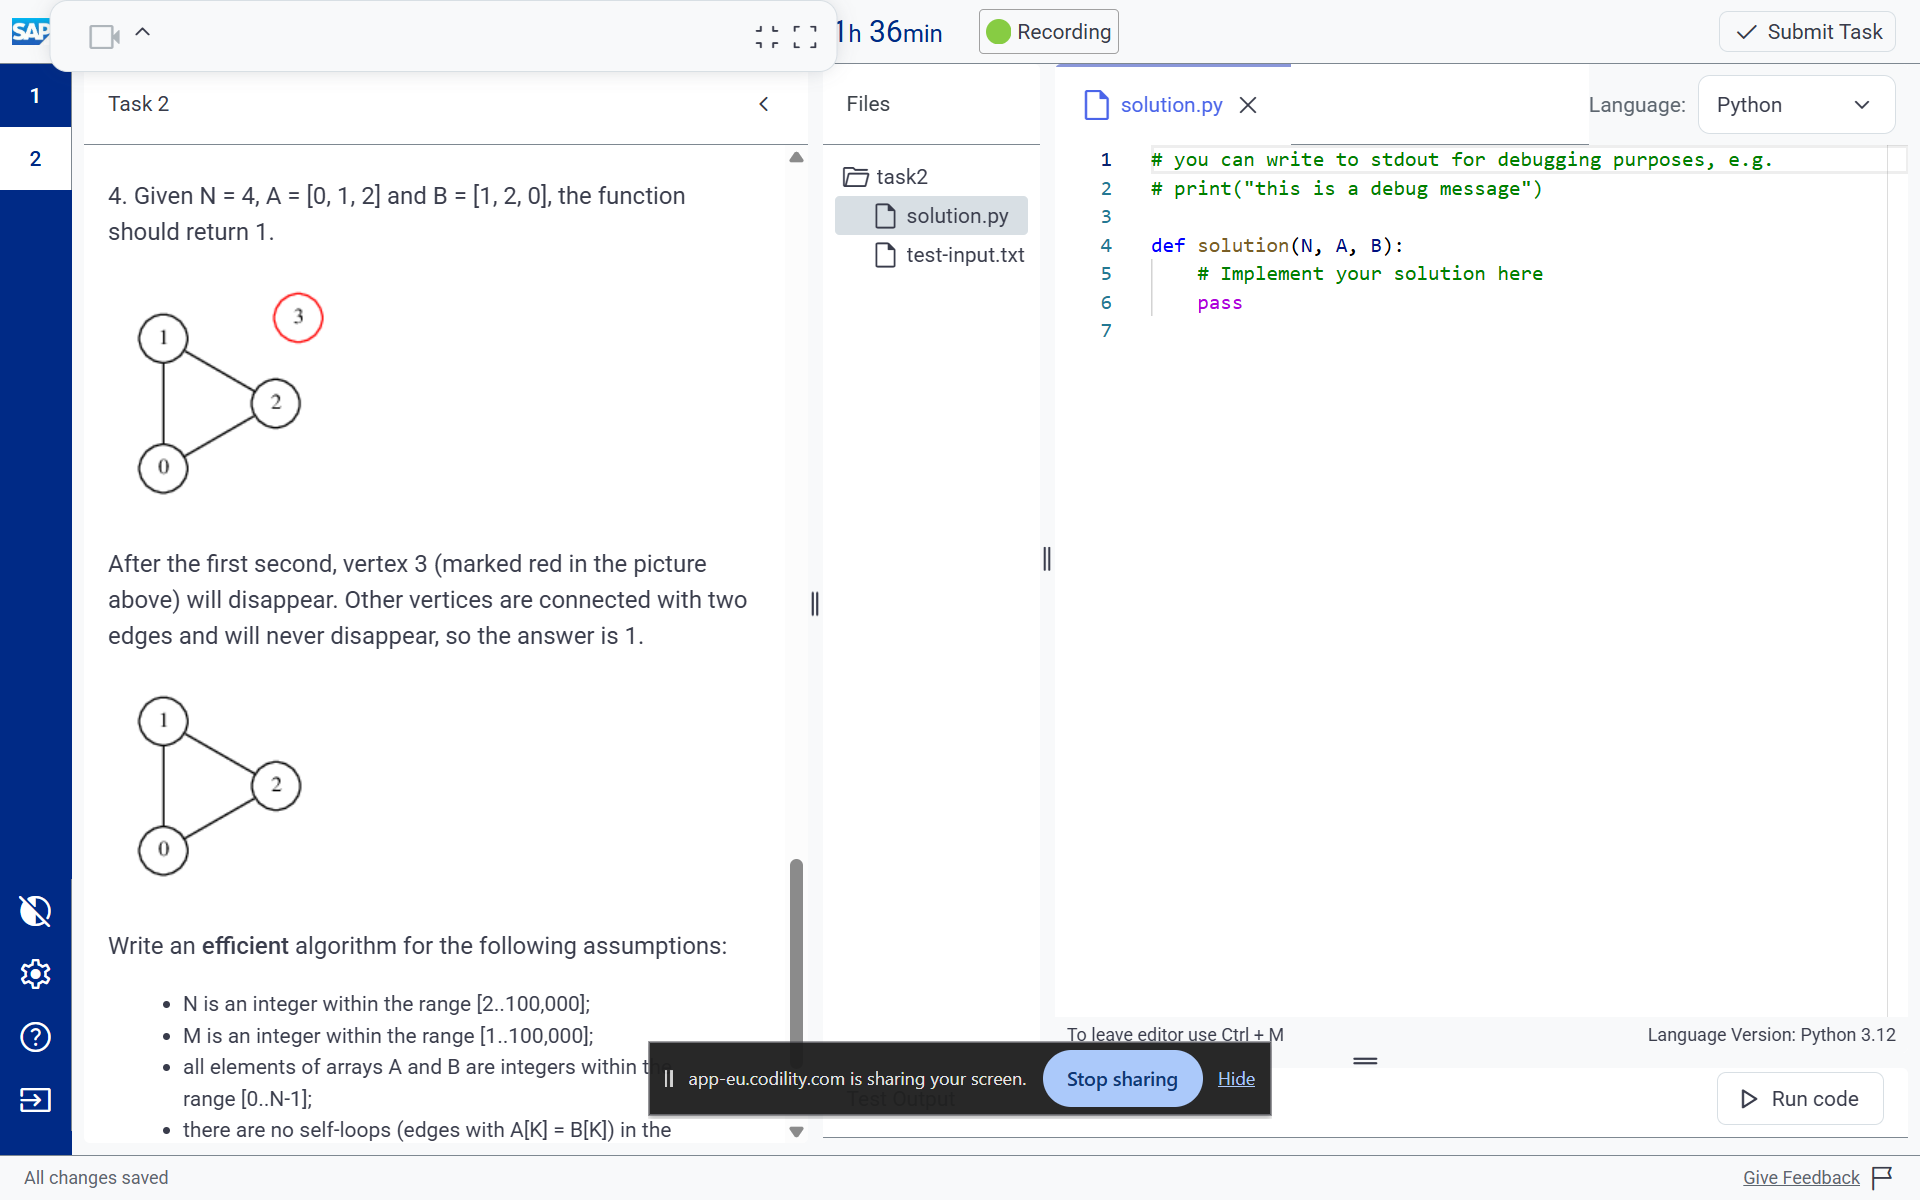 SAP
1h 36min
Recording
Submit Task
1
2
Task 2
4. Given N = 4, A = [0, 1, 2] and B = [1, 2, 0], the function
should return 1.
3
1
2
0
After the first second, vertex 3 (marked red in the picture
above) will disappear. Other vertices are connected with two
edges and will never disappear, so the answer is 1.
1
2
0
Write an efficient algorithm for the following assumptions:
• N is an integer within the range [2..100,000];
• M is an integer within the range [1..100,000];
• all elements of arrays A and B are integers within the
range [0..N-1];
• there are no self-loops (edges with A[K] = B[K]) in the
Files
task2
solution.py
test-input.txt
solution.py
Language: Python
1 # you can write to stdout for debugging purposes, e.g.
2 # print("this is a debug message")
3
4 def solution(N, A, B):
5 # Implement your solution here
6 pass
7
To leave editor use Ctrl + M
Language Version: Python 3.12
app-eu.codility.com is sharing your screen.
Stop sharing
Hide
Test Output
Run code
All changes saved
Give Feedback